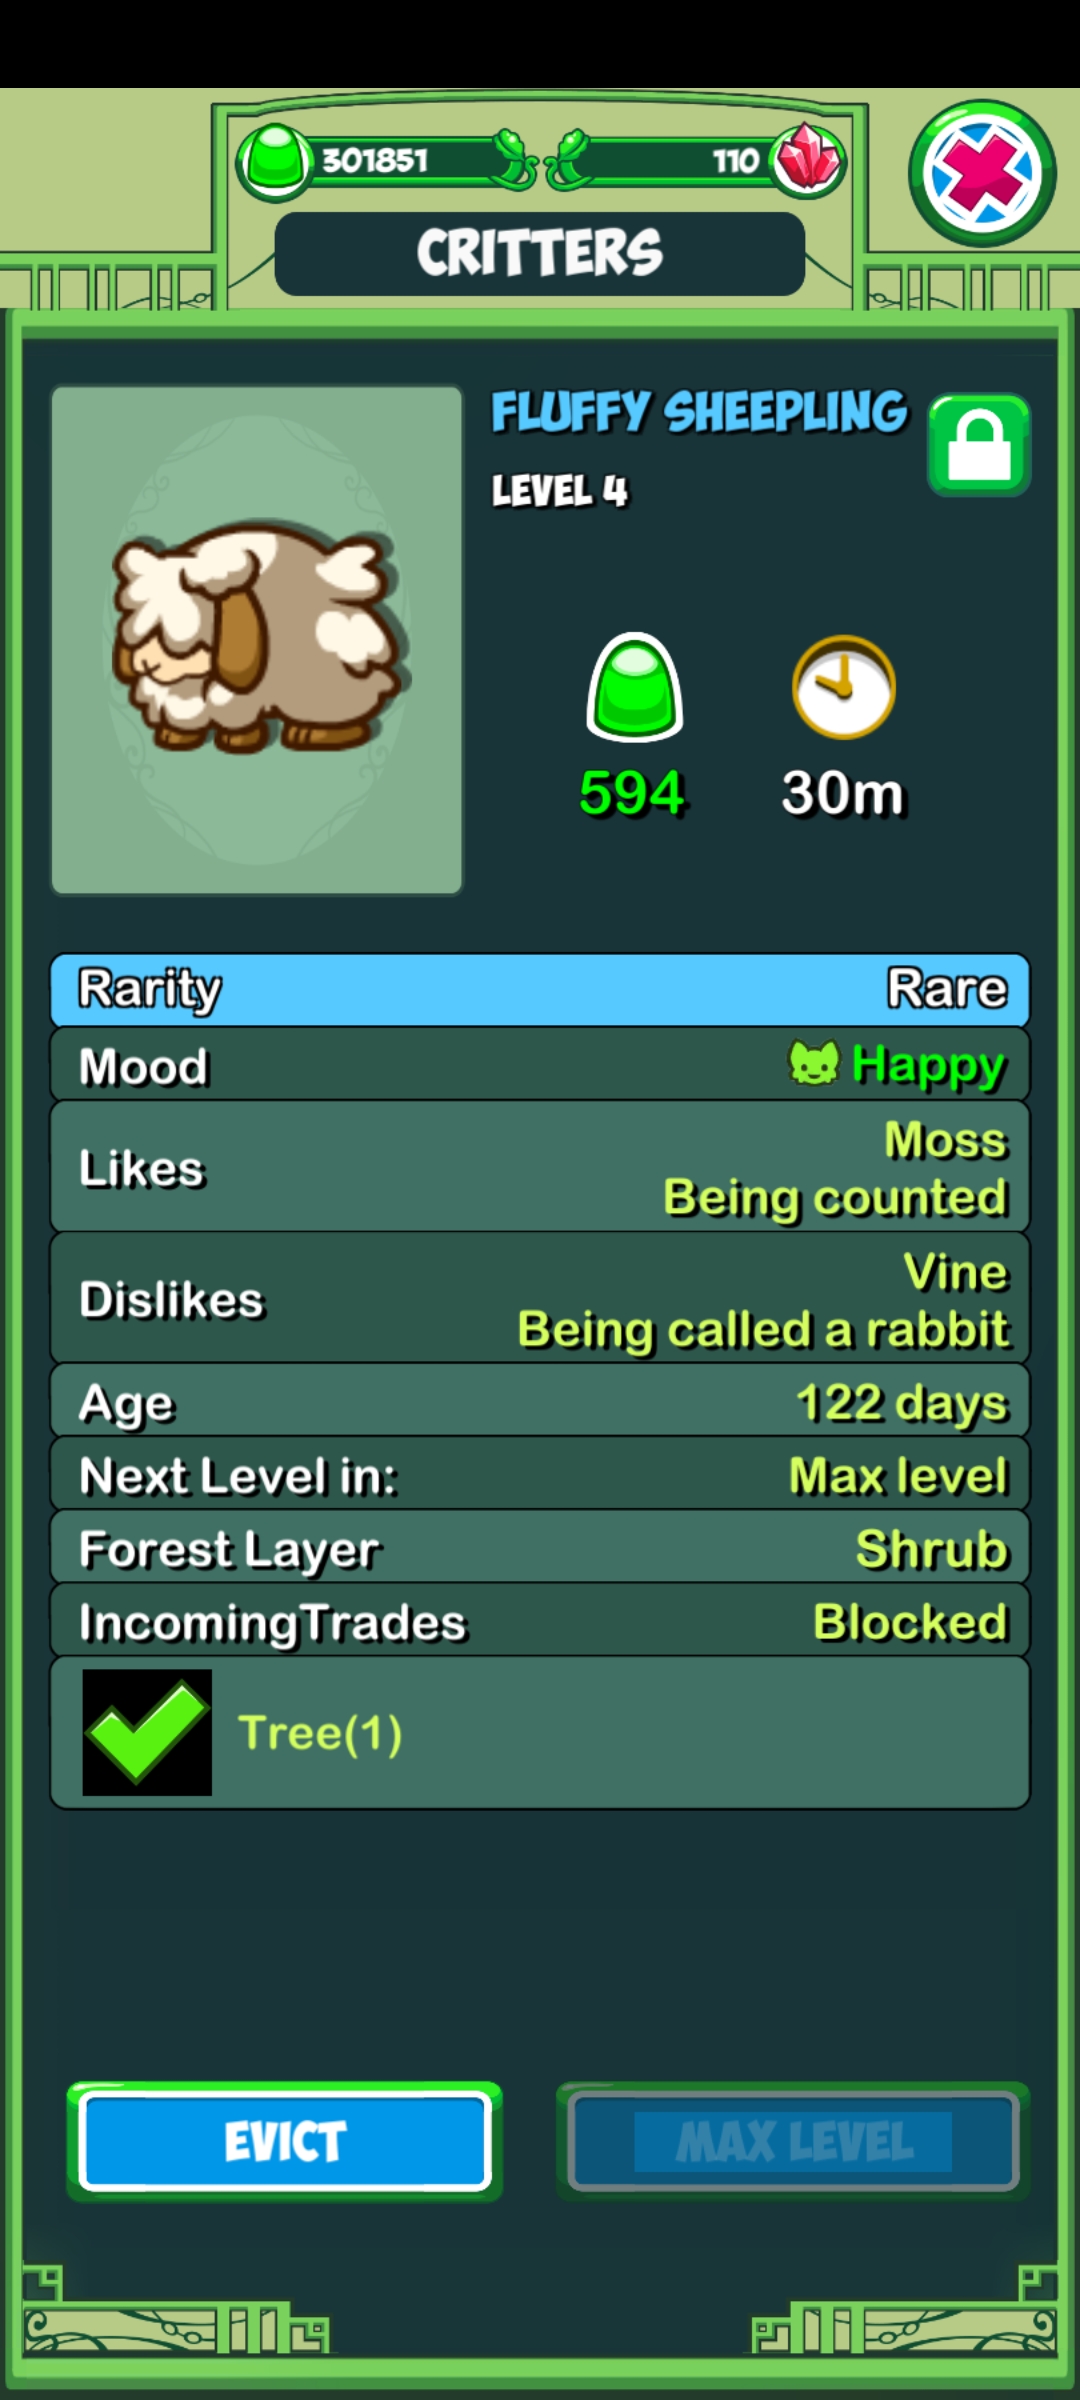 301851 110
CRITTERS
FLUFFY SHEEPLING
LEVEL 4
594 30m
Rarity Rare
Mood Happy
Likes Moss
Being counted
Dislikes Vine
Being called a rabbit
Age 122 days
Next Level in: Max level
Forest Layer Shrub
IncomingTrades Blocked
Tree(1)
EVICT MAX LEVEL